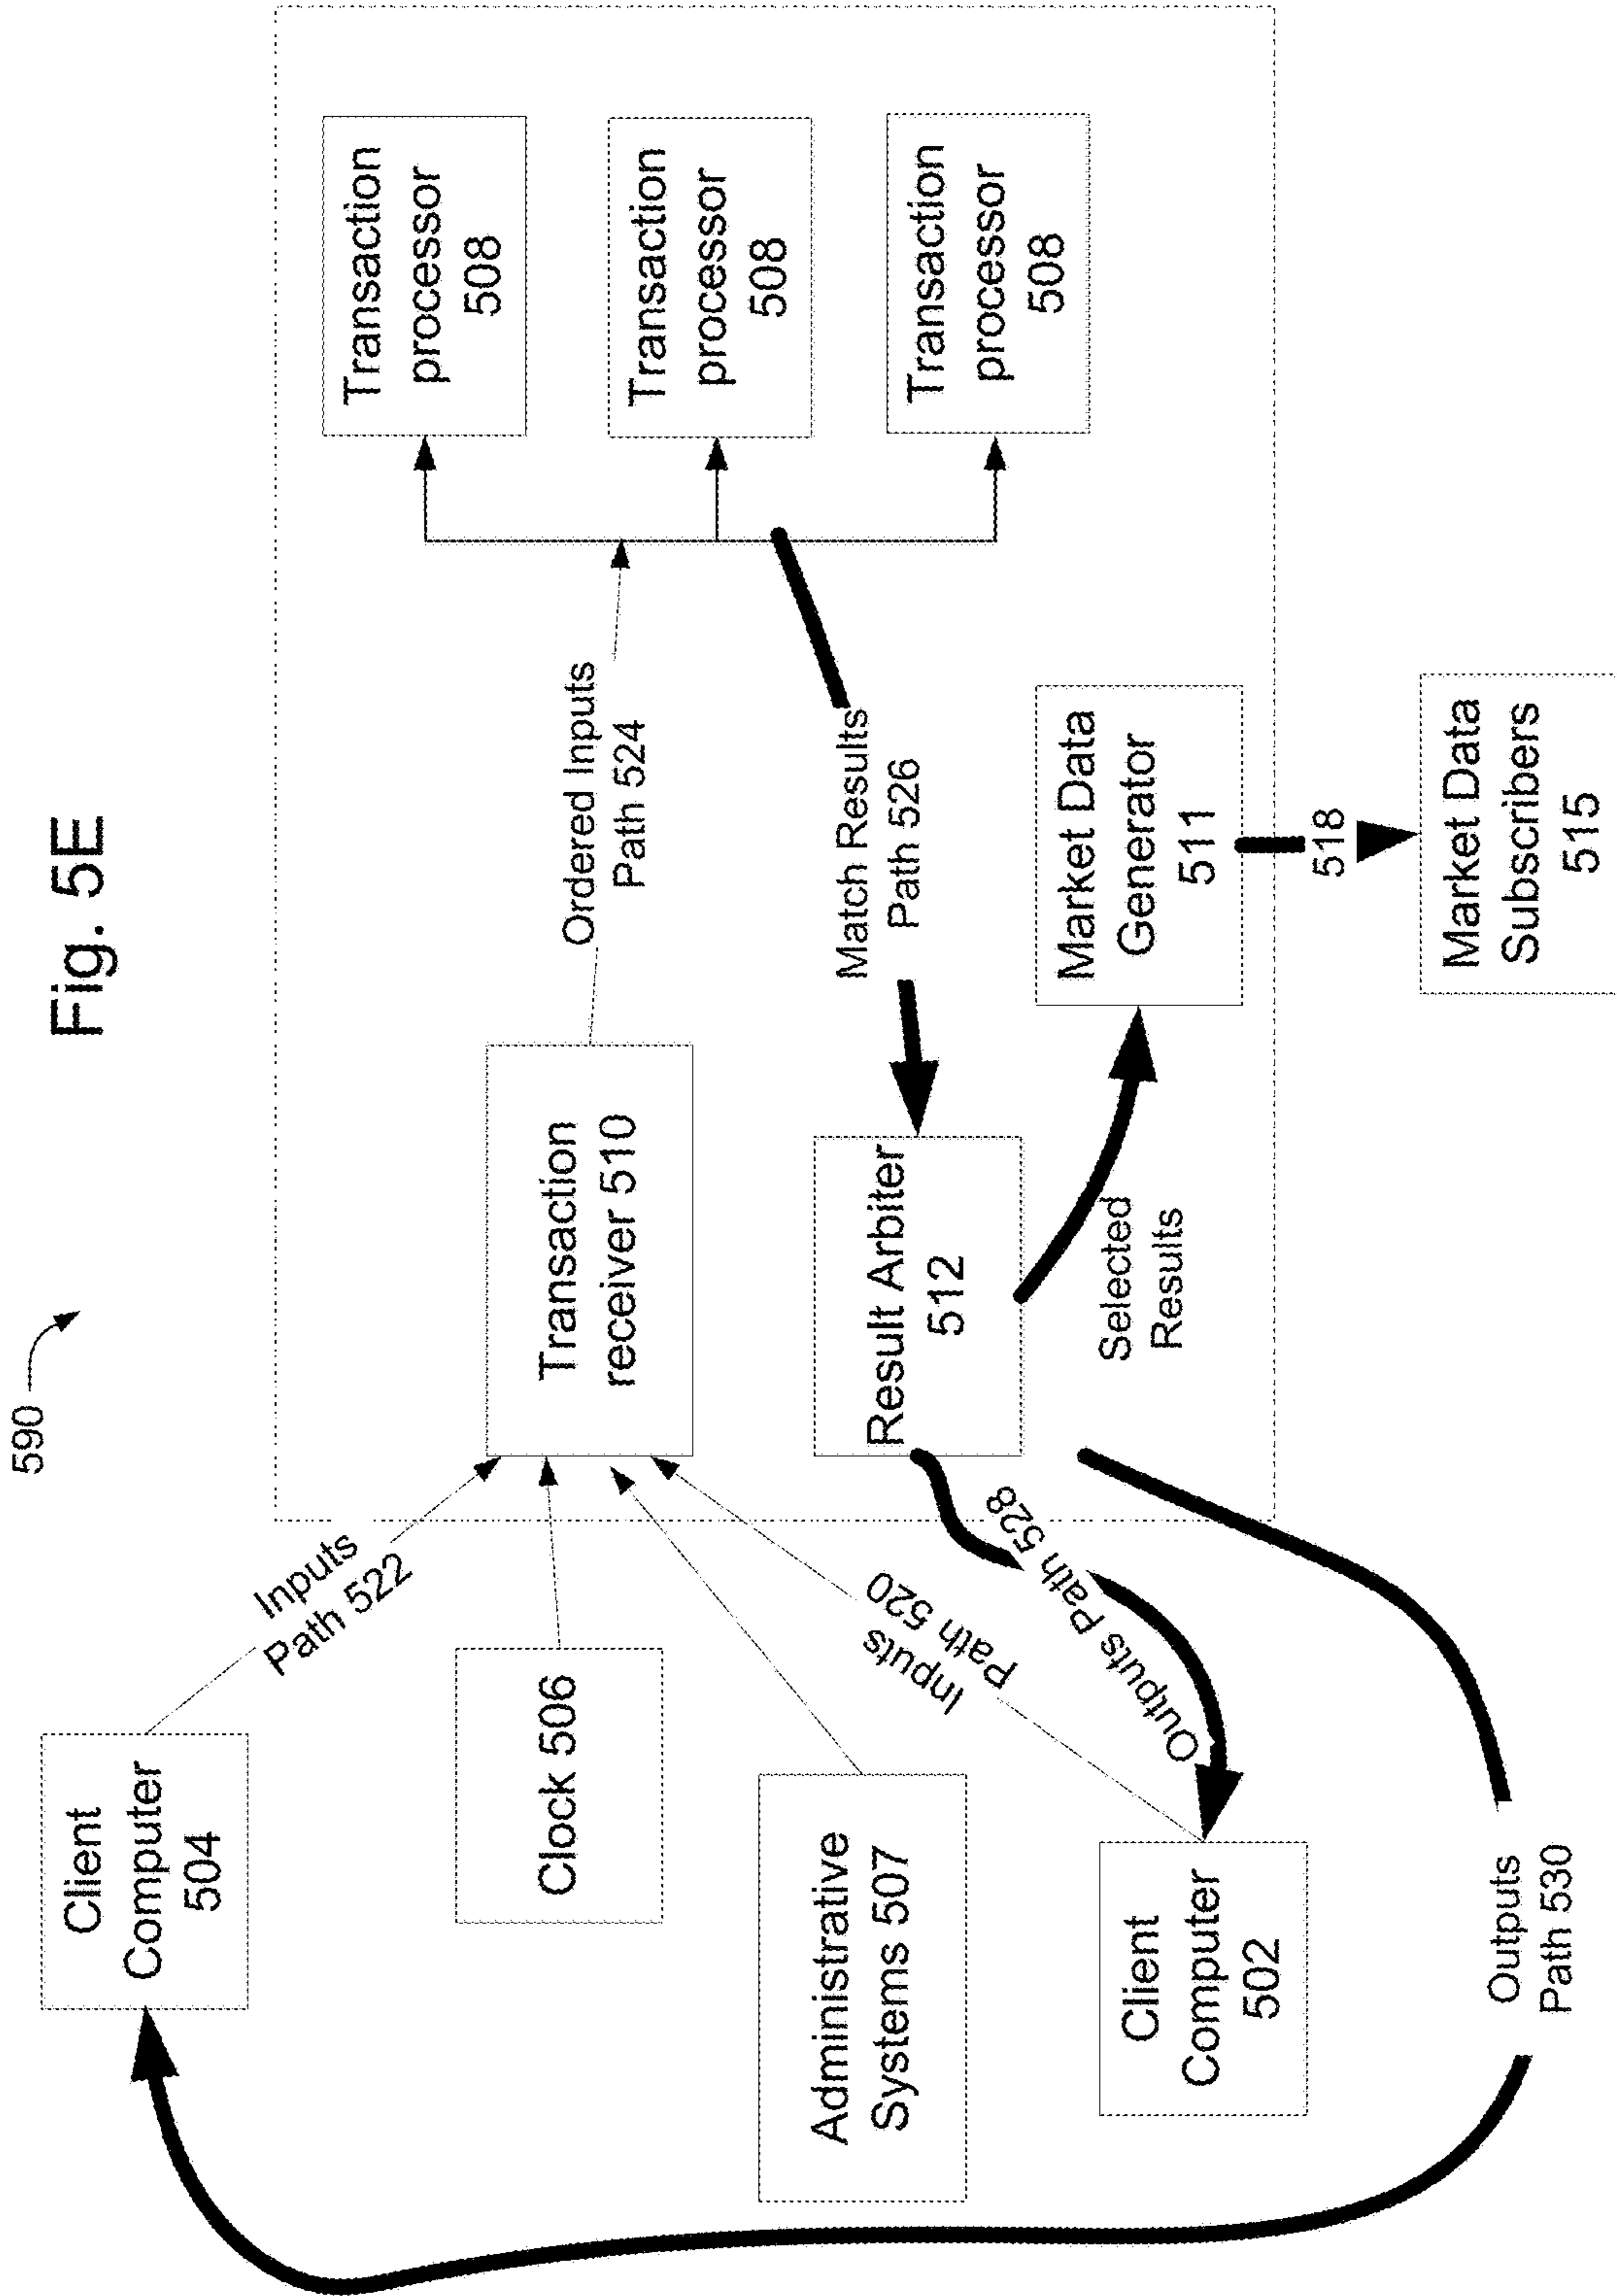 Fig. 5E
590
Client
Computer
504
Inputs
Path 522
Clock 506
Administrative
Systems 507
Inputs
Path 520
Client
Computer
502
Outputs Path 528
Outputs
Path 530
Transaction
receiver 510
Ordered Inputs
Path 524
Transaction
processor
508
Transaction
processor
508
Transaction
processor
508
Match Results
Path 526
Result Arbiter
512
Selected
Results
Market Data
Generator
511
518
Market Data
Subscribers
515